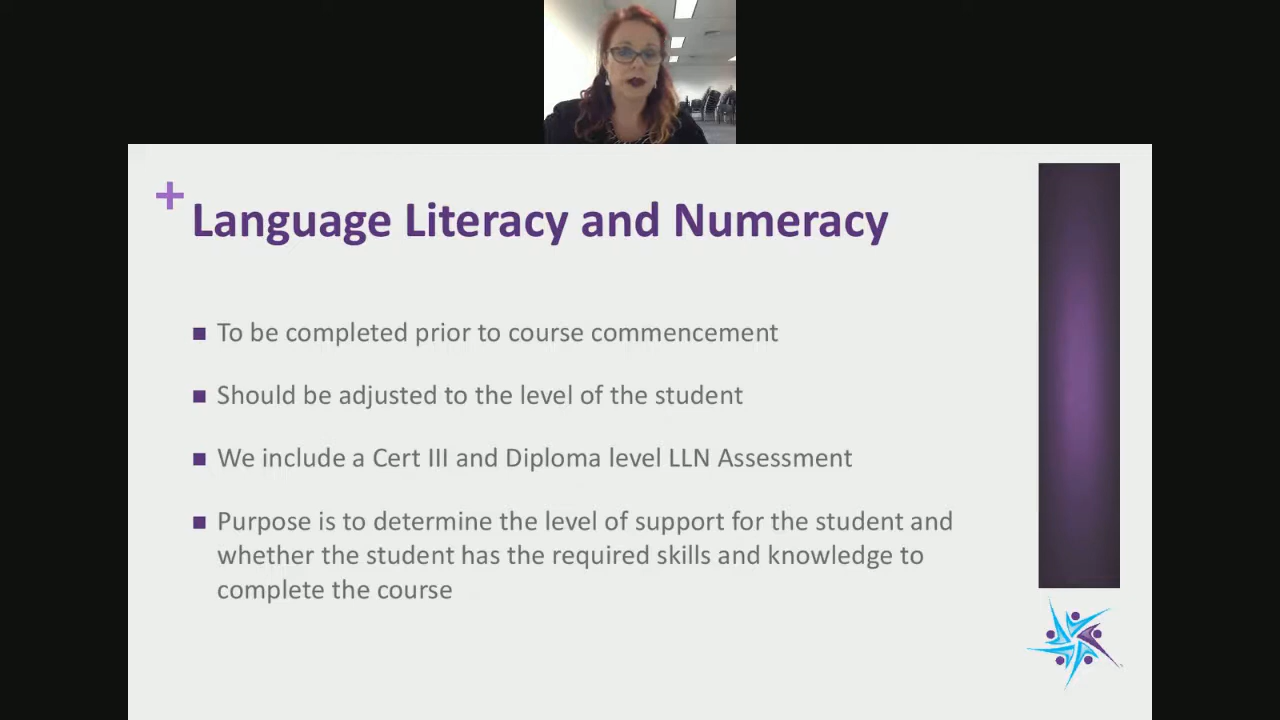 +
Language Literacy and Numeracy
To be completed prior to course commencement
Should be adjusted to the level of the student
We include a Cert III and Diploma level LLN Assessment
Purpose is to determine the level of support for the student and
whether the student has the required skills and knowledge to
complete the course